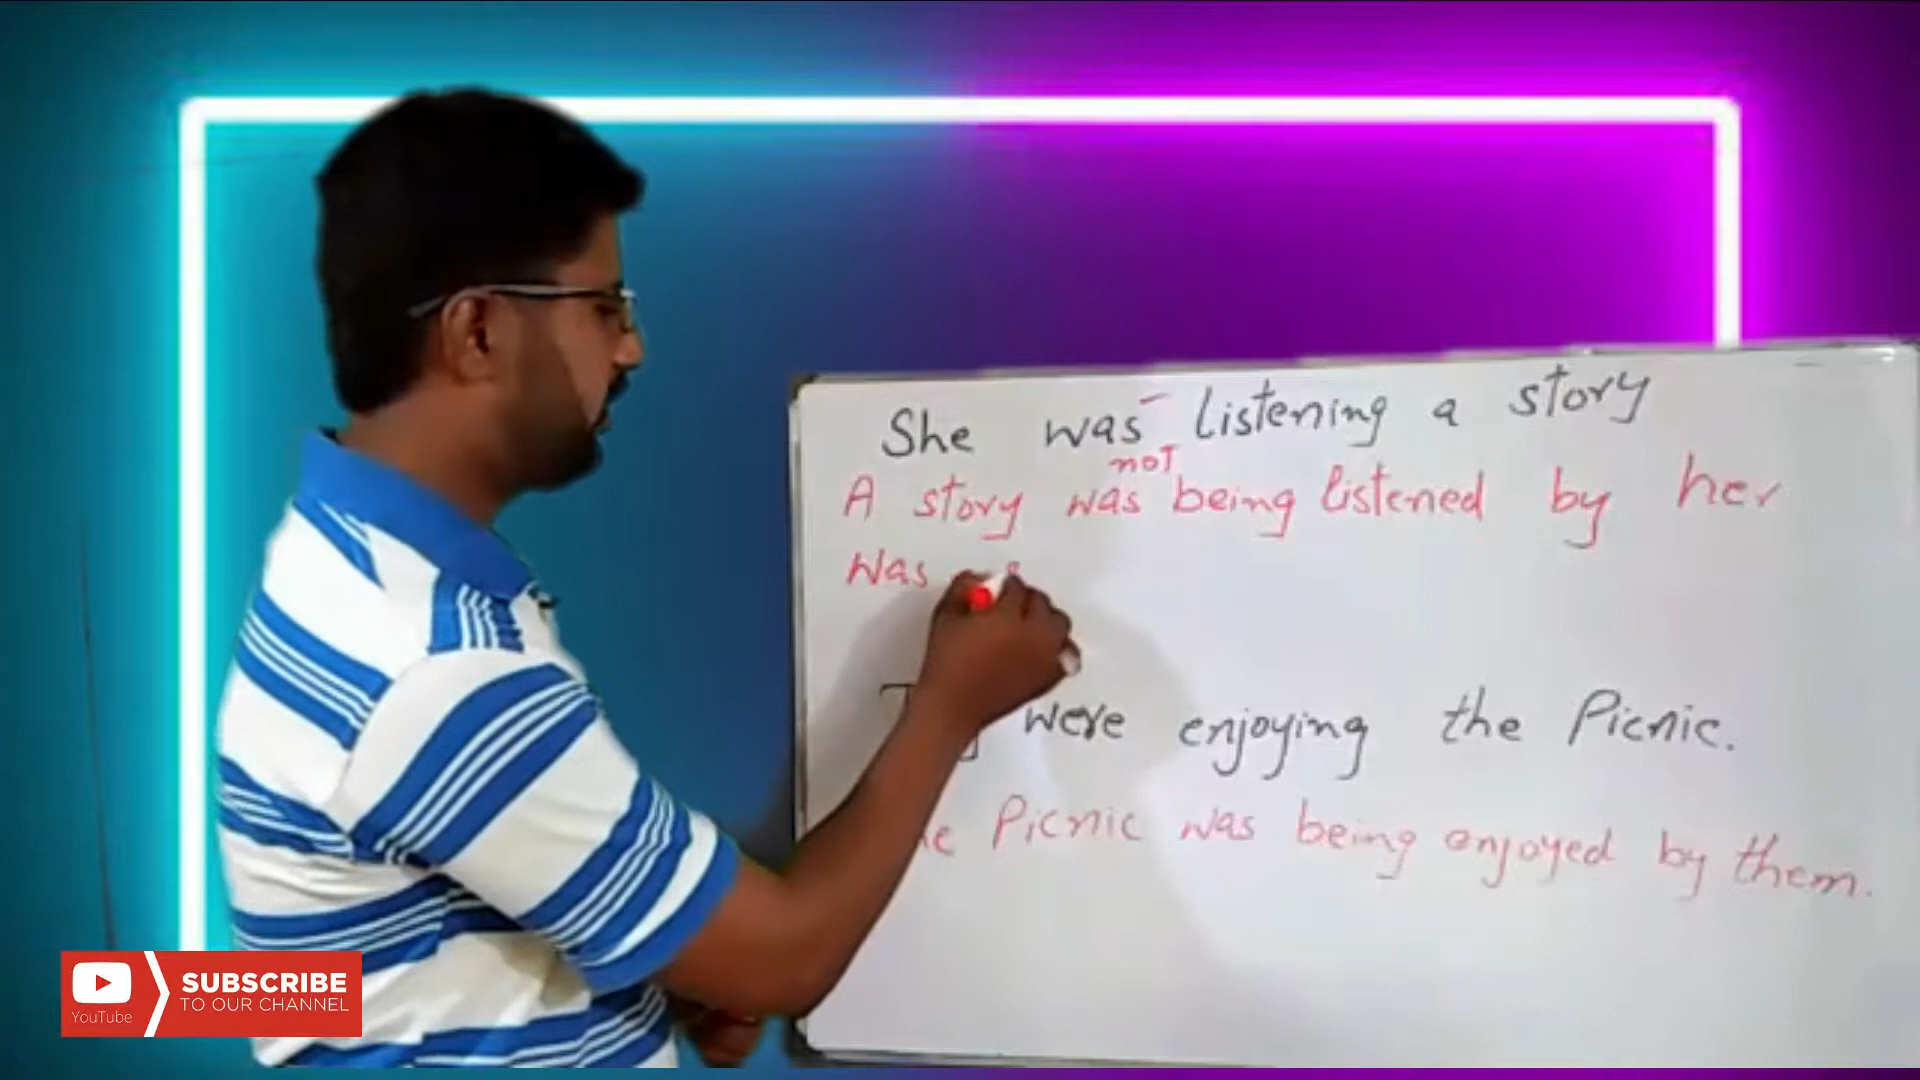 She was listening a story
not
A story was being listened by her
Was
were enjoying the Picnic.
Picnic was being enjoyed by them.
SUBSCRIBE
TO OUR CHANNEL
YouTube